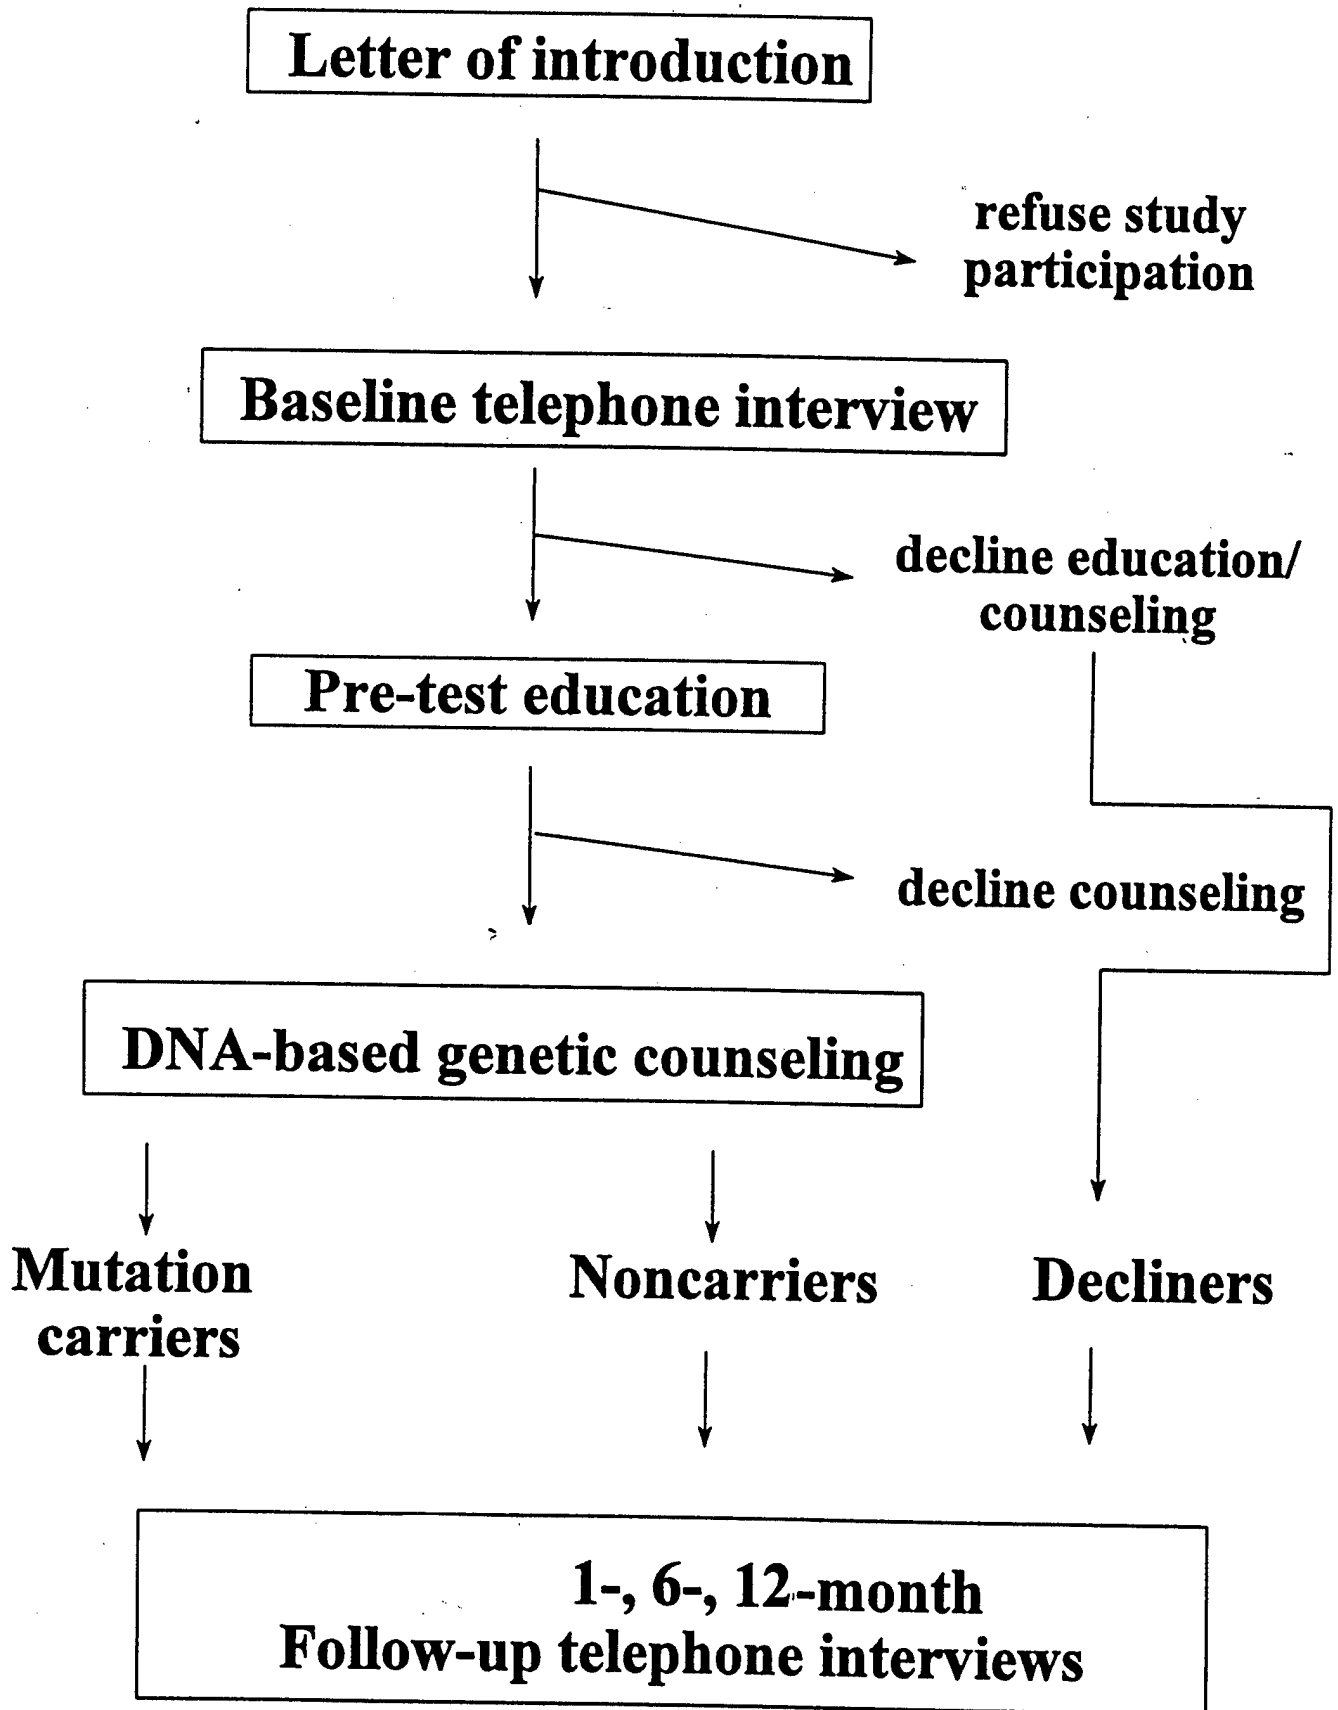 Letter of introduction
refuse study
participation
Baseline telephone interview
decline education/
counseling
Pre-test education
decline counseling
DNA-based genetic counseling
Mutation
carriers
Noncarriers
Decliners
1-, 6-, 12-month
Follow-up telephone interviews